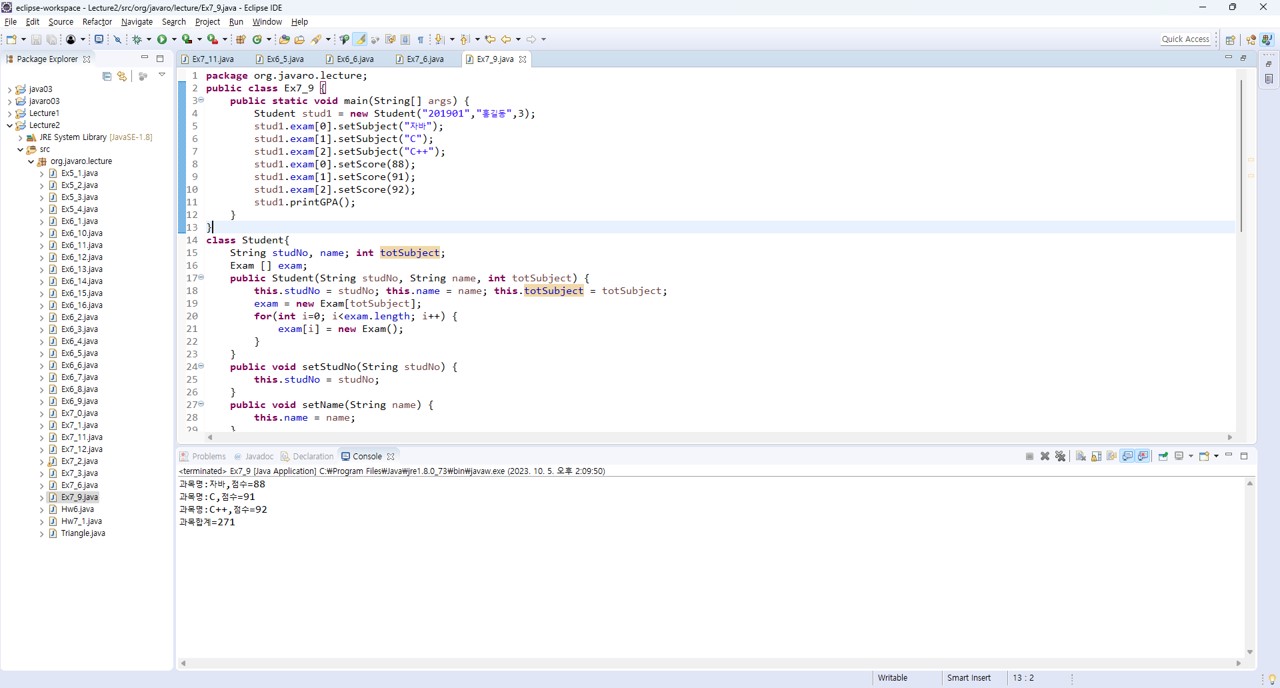 eclipse-workspace - Lecture2/src/org/javaro/lecture/Ex7_9.java - Eclipse IDE
File Edit Source Refactor Navigate Search Project Run Window Help
Quick Access
Package Explorer
java03
javaro03
Lecture1
Lecture2
JRE System Library [JavaSE-1.8]
src
org.javaro.lecture
Ex5_1.java
Ex5_2.java
Ex5_3.java
Ex5_4.java
Ex6_1.java
Ex6_10.java
Ex6_11.java
Ex6_12.java
Ex6_13.java
Ex6_14.java
Ex6_15.java
Ex6_16.java
Ex6_2.java
Ex6_3.java
Ex6_4.java
Ex6_5.java
Ex6_6.java
Ex6_7.java
Ex6_8.java
Ex6_9.java
Ex7_0.java
Ex7_1.java
Ex7_11.java
Ex7_12.java
Ex7_2.java
Ex7_3.java
Ex7_6.java
Ex7_9.java
Hw6.java
Hw7_1.java
Triangle.java
Ex7_11.java Ex6_5.java Ex6_6.java Ex7_6.java Ex7_9.java
1 package org.javaro.lecture;
2 public class Ex7_9 {
3 public static void main(String[] args) {
4 Student stud1 = new Student("201901","홍길동",3);
5 stud1.exam[0].setSubject("자바");
6 stud1.exam[1].setSubject("C");
7 stud1.exam[2].setSubject("C++");
8 stud1.exam[0].setScore(88);
9 stud1.exam[1].setScore(91);
10 stud1.exam[2].setScore(92);
11 stud1.printGPA();
12 }
13 }
14 class Student{
15 String studNo, name; int totSubject;
16 Exam [] exam;
17 public Student(String studNo, String name, int totSubject) {
18 this.studNo = studNo; this.name = name; this.totSubject = totSubject;
19 exam = new Exam[totSubject];
20 for(int i=0; i<exam.length; i++) {
21 exam[i] = new Exam();
22 }
23 }
24 public void setStudNo(String studNo) {
25 this.studNo = studNo;
26 }
27 public void setName(String name) {
28 this.name = name;
29 }
Problems Javadoc Declaration Console
<terminated> Ex7_9 [Java Application] C:₩Program Files₩Java₩jre1.8.0_73₩bin₩javaw.exe (2023. 10. 5. 오후 2:09:50)
과목명:자바,점수=88
과목명:C,점수=91
과목명:C++,점수=92
과목합계=271
Writable Smart Insert 13 : 2